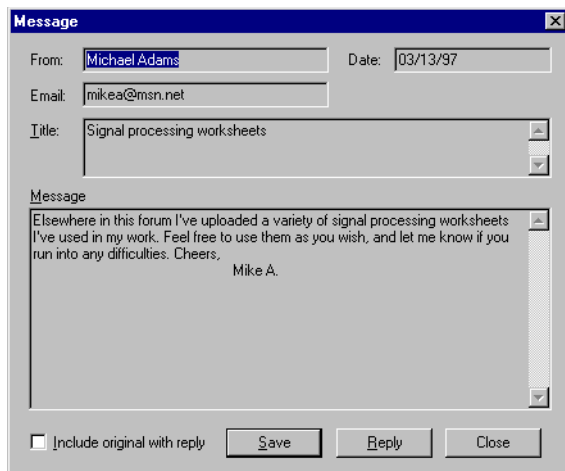 Message
From: Michael Adams Date: 03/13/97
Email: mikea@msn.net
Title: Signal processing worksheets
Message
Elsewhere in this forum I've uploaded a variety of signal processing worksheets
I've used in my work. Feel free to use them as you wish, and let me know if you
run into any difficulties. Cheers,
Mike A.
Include original with reply Save Reply Close